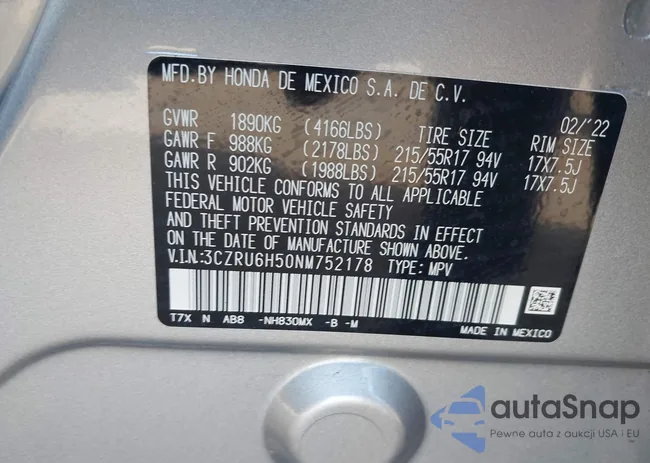 MFD.BY HONDA DE MEXICO S.A. DE C.V.
02/'22
GVWR 1890KG (4166LBS) TIRE SIZE RIM SIZE
GAWR F 988KG (2178LBS) 215/55R17 94V 17X7.5J
GAWR R 902KG (1988LBS) 215/55R17 94V 17X7.5J
THIS VEHICLE CONFORMS TO ALL APPLICABLE
FEDERAL MOTOR VEHICLE SAFETY
AND THEFT PREVENTION STANDARDS IN EFFECT
ON THE DATE OF MANUFACTURE SHOWN ABOVE.
V.I.N.:3CZRU6H50NM752178 TYPE: MPV
T7X N AB8 -NH830MX -B -M
MADE IN MEXICO
autaSnap
Pewne auta z aukcji USA i EU